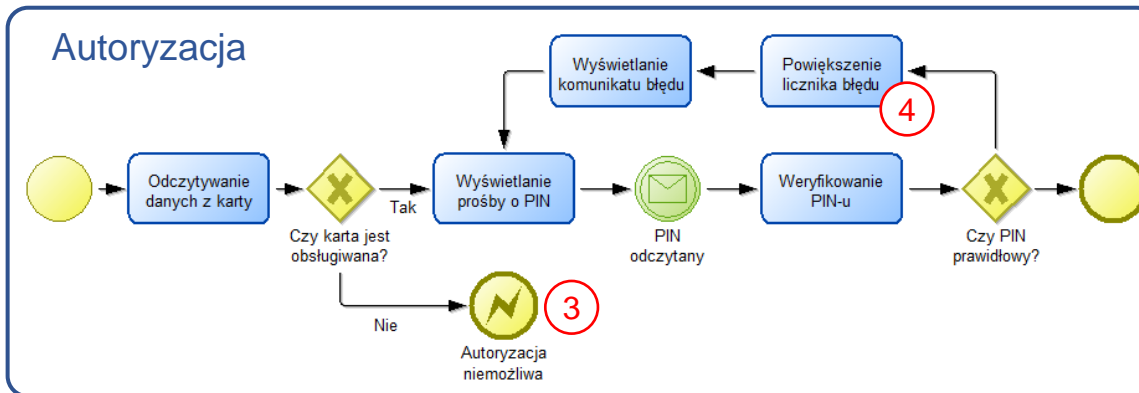 Autoryzacja
Wyświetlanie
komunikatu błędu
Powiększenie
licznika błędu
4
Odczytywanie
danych z karty
Tak
Wyświetlanie
prośby o PIN
Weryfikowanie
PIN-u
Czy karta jest
obsługiwana?
PIN
odczytany
Czy PIN
prawidłowy?
Nie
3
Autoryzacja
niemożliwa